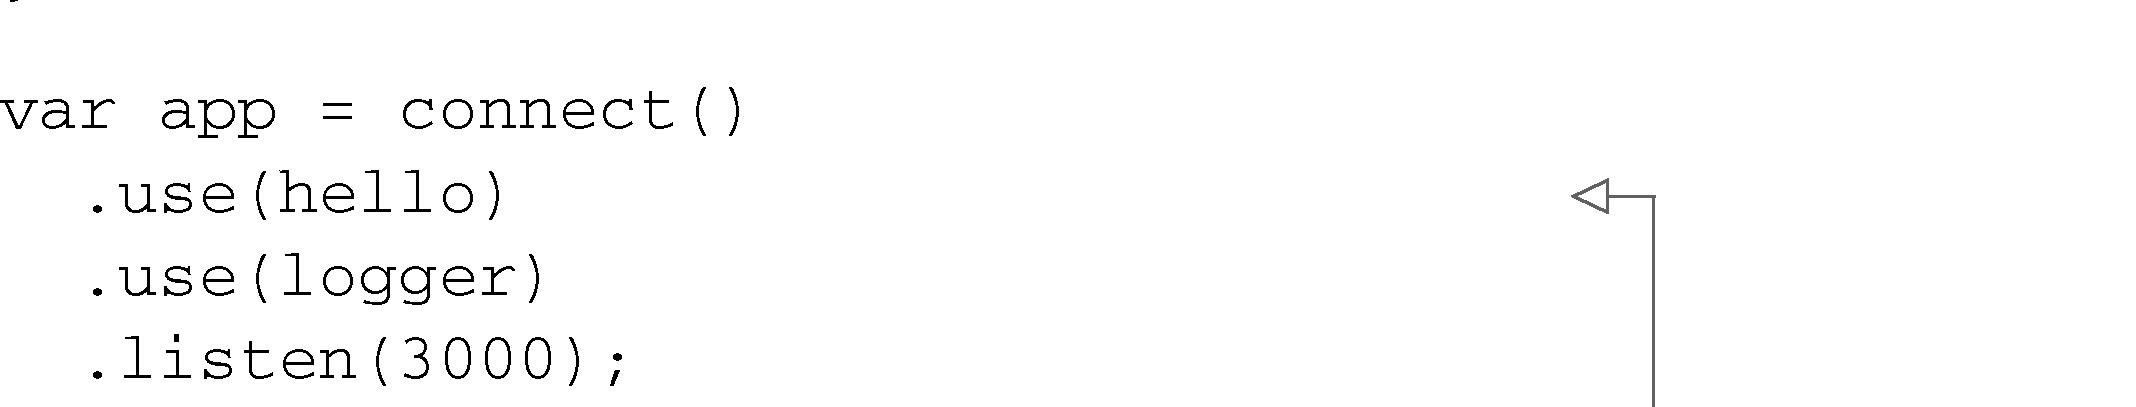 var app = connect()
  .use(hello)
  .use(logger)
  .listen(3000);